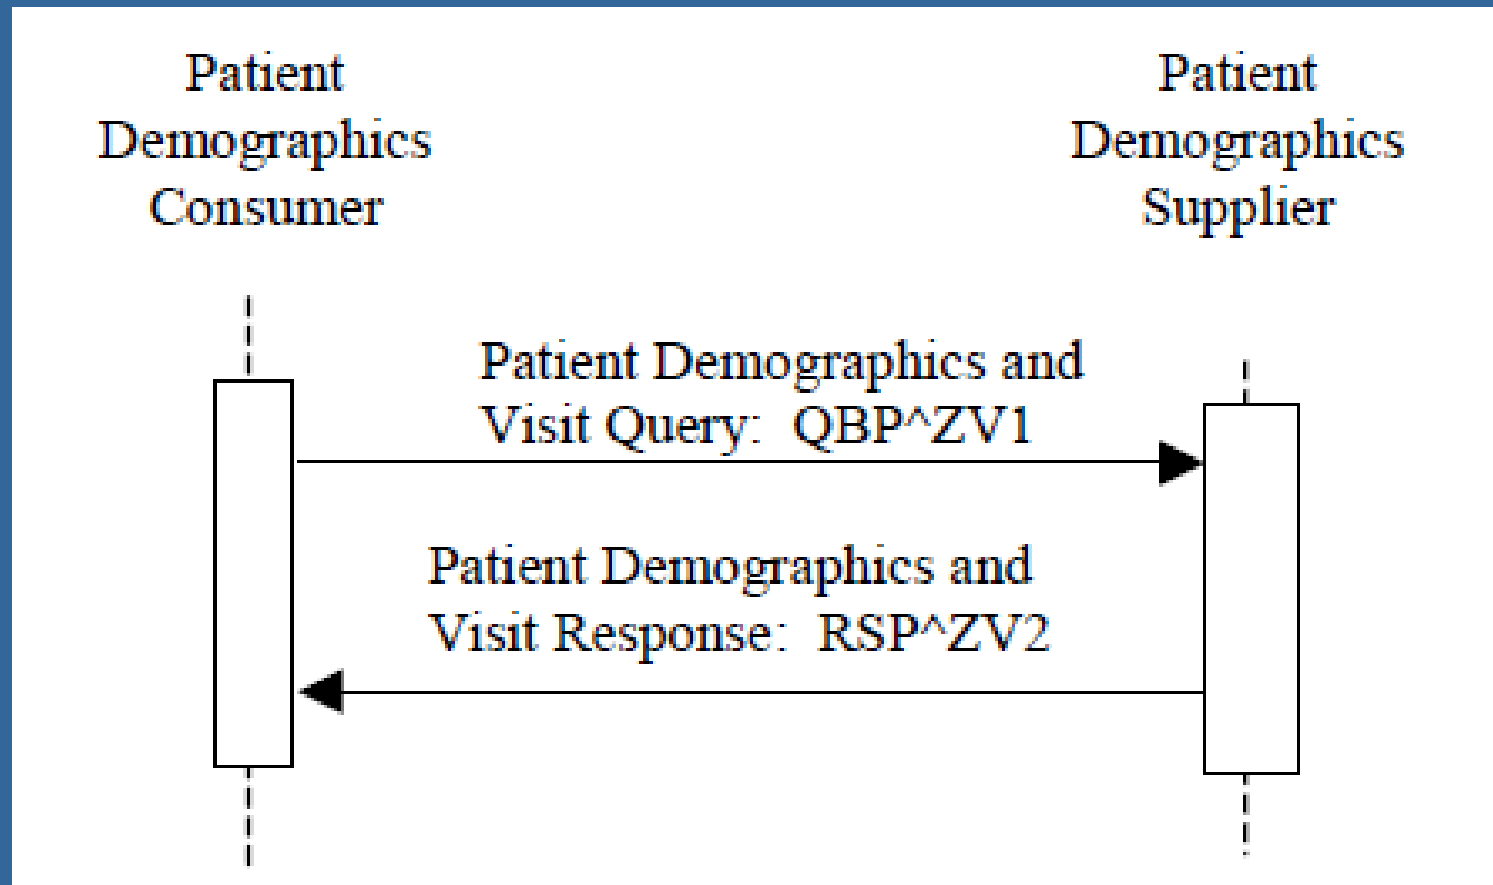 Patient
Demographics
Consumer
Patient
Demographics
Supplier
Patient Demographics and
Visit Query:  QBP^ZV1
Patient Demographics and
Visit Response:  RSP^ZV2